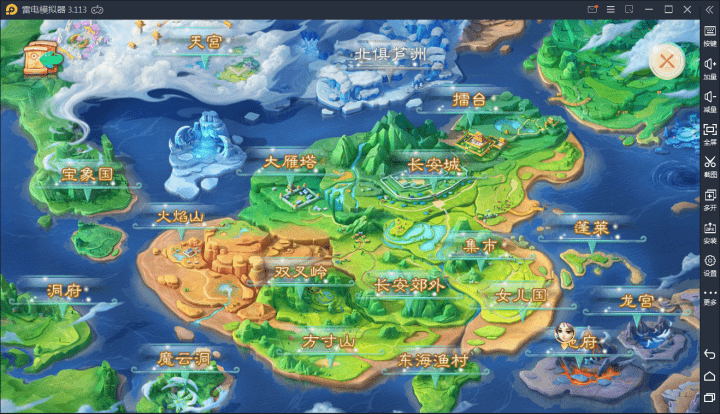 雷电模拟器 3.113
天宫
北俱芦洲
擂台
大雁塔
长安城
宝象国
火焰山
蓬莱
集市
双叉岭
长安郊外
洞府
女儿国
龙宫
方寸山
府
魔云洞
东海渔村
按键
加量
减量
全屏
截图
多开
安装
设置
更多